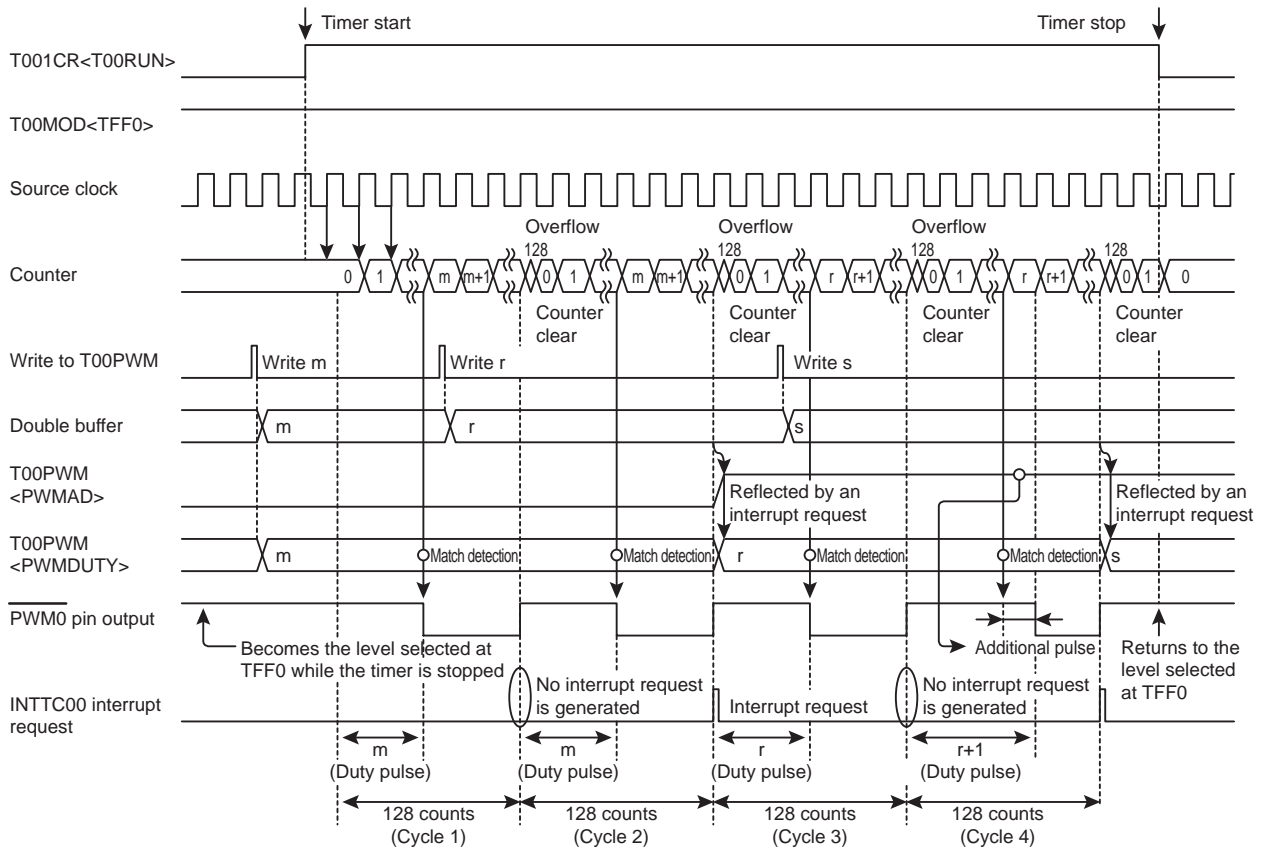 Timer start
Timer stop
T001CR<T00RUN>
T00MOD<TFF0>
Source clock
Overflow
Overflow
Overflow
128
128
128
128
Counter
0 1 m m+1 0 1 m m+1 0 1 r r+1 0 1 r r+1 0 1 0
Counter
clear
Counter
clear
Counter
clear
Counter
clear
Write to T00PWM
Write m
Write r
Write s
Double buffer
m
r
s
T00PWM
<PWMAD>
Reflected by an
interrupt request
Reflected by an
interrupt request
T00PWM
<PWMDUTY>
m
Match detection
Match detection
r
Match detection
Match detection
s
PWM0 pin output
Becomes the level selected at
TFF0 while the timer is stopped
Additional pulse
Returns to the
level selected
at TFF0
INTTC00 interrupt
request
No interrupt request
is generated
Interrupt request
No interrupt request
is generated
m
(Duty pulse)
m
(Duty pulse)
r
(Duty pulse)
r+1
(Duty pulse)
128 counts
(Cycle 1)
128 counts
(Cycle 2)
128 counts
(Cycle 3)
128 counts
(Cycle 4)